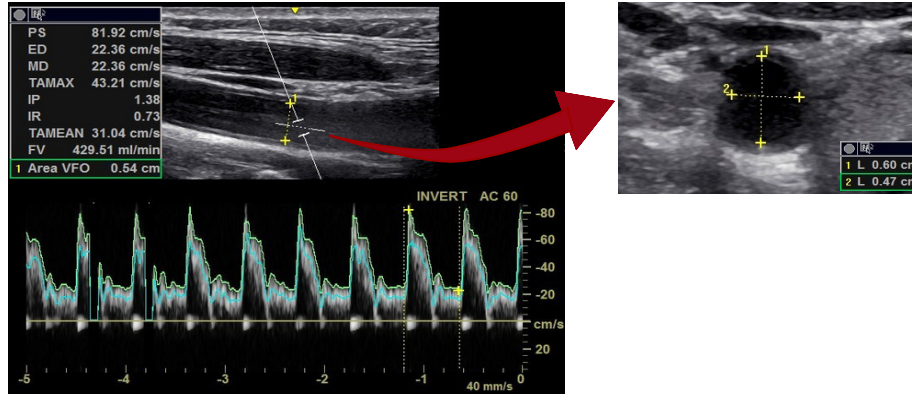 PS 81.92 cm/s
ED 22.36 cm/s
MD 22.36 cm/s
TAMAX 43.21 cm/s
IP 1.38
IR 0.73
TAMEAN 31.04 cm/s
FV 429.51 ml/min
1 Area VFO 0.54 cm
1
1
2
1 L 0.60 cm
2 L 0.47 cm
INVERT AC 60
-80
-60
-40
-20
cm/s
20
-5 -4 -3 -2 -1 0
40 mm/s